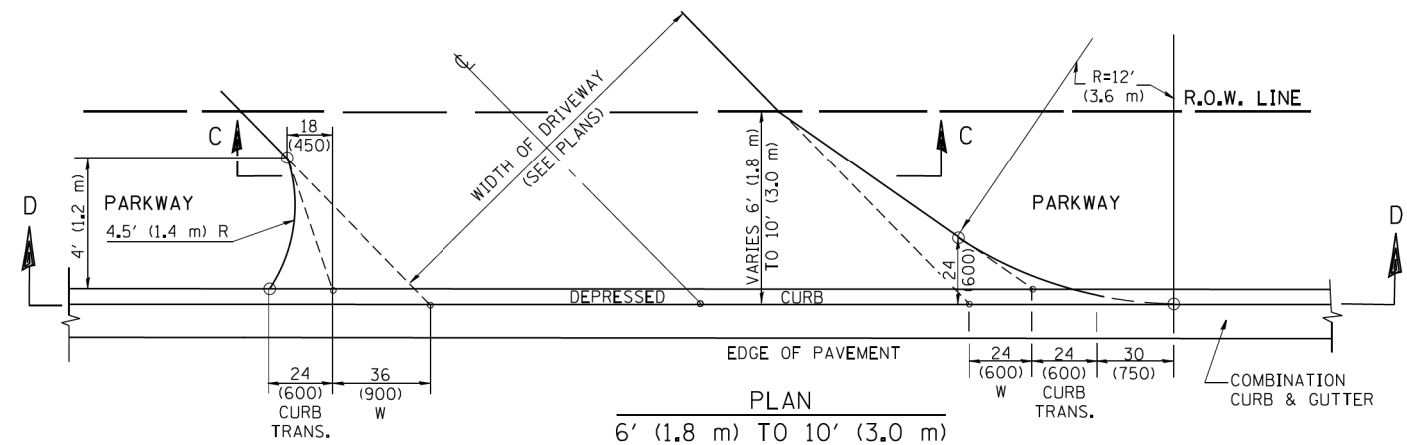 ℄
WIDTH OF DRIVEWAY
(SEE PLANS)
R=12'
(3.6 m)
R.O.W. LINE
C
18
(450)
C
4' (1.2 m)
PARKWAY
4.5' (1.4 m) R
VARIES 6' (1.8 m)
TO 10' (3.0 m)
PARKWAY
D
D
24
(600)
DEPRESSED CURB
EDGE OF PAVEMENT
24
(600)
CURB
TRANS.
36
(900)
W
24
(600)
W
24
(600)
CURB
TRANS.
30
(750)
COMBINATION
CURB & GUTTER
PLAN
6' (1.8 m) TO 10' (3.0 m)